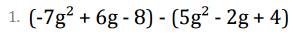 1. (-7g² + 6g - 8) - (5g² - 2g + 4)